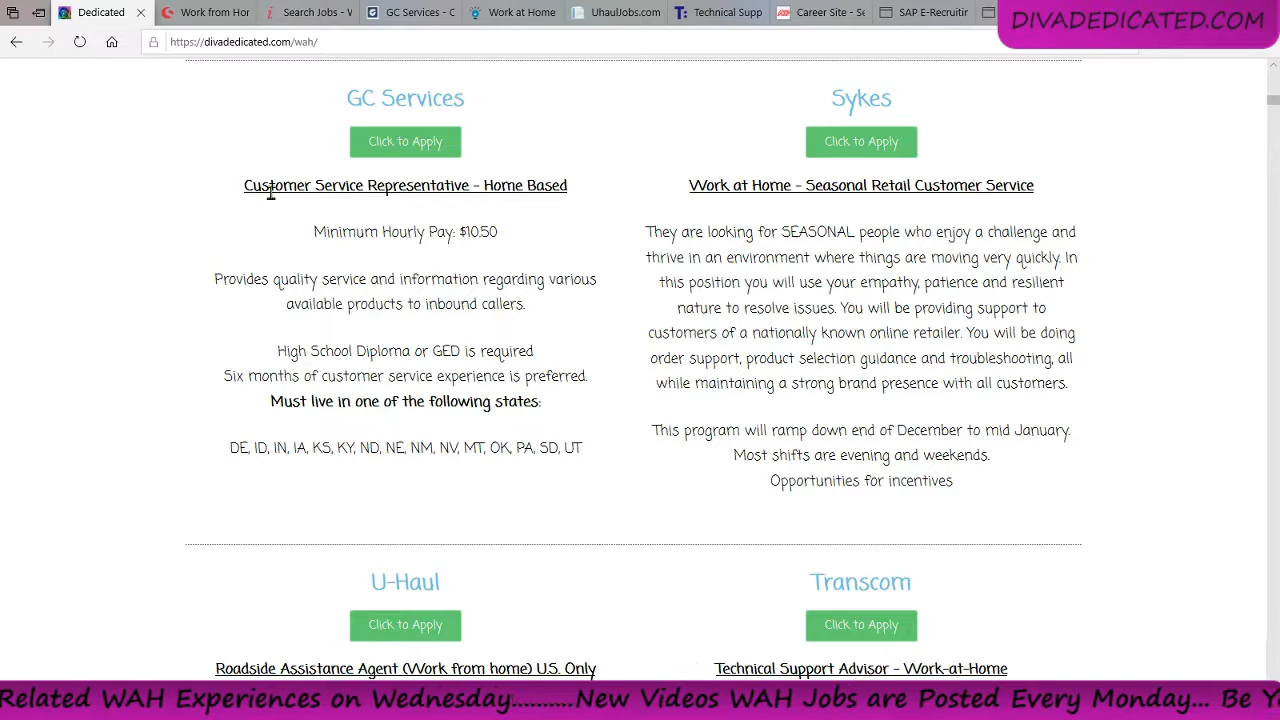 Dedicated
Work from Hor
Search Jobs - W
GC Services - C
Work at Home
UhaulJobs.com
Technical Supp
Career Site -
SAP E-Recruitin
DIVADEDICATED.COM
https://divadedicated.com/wah/
GC Services
Click to Apply
Customer Service Representative - Home Based
Minimum Hourly Pay: $10.50
Provides quality service and information regarding various
available products to inbound callers.
High School Diploma or GED is required
Six months of customer service experience is preferred.
Must live in one of the following states:
DE, ID, IN, IA, KS, KY, ND, NE, NM, NV, MT, OK, PA, SD, UT
Sykes
Click to Apply
Work at Home - Seasonal Retail Customer Service
They are looking for SEASONAL people who enjoy a challenge and
thrive in an environment where things are moving very quickly. In
this position you will use your empathy, patience and resilient
nature to resolve issues. You will be providing support to
customers of a nationally known online retailer. You will be doing
order support, product selection guidance and troubleshooting, all
while maintaining a strong brand presence with all customers.
This program will ramp down end of December to mid January.
Most shifts are evening and weekends.
Opportunities for incentives
U-Haul
Click to Apply
Roadside Assistance Agent (Work from home) U.S. Only
Transcom
Click to Apply
Technical Support Advisor - Work-at-Home
Related WAH Experiences on Wednesday..........New Videos WAH Jobs are Posted Every Monday... Be Y